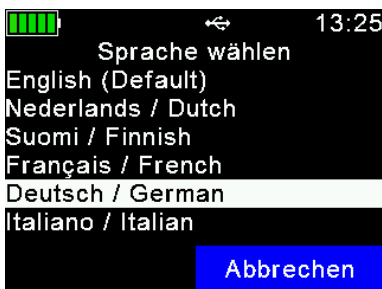 13:25
Sprache wählen
English (Default)
Nederlands / Dutch
Suomi / Finnish
Français / French
Deutsch / German
Italiano / Italian
Abbrechen